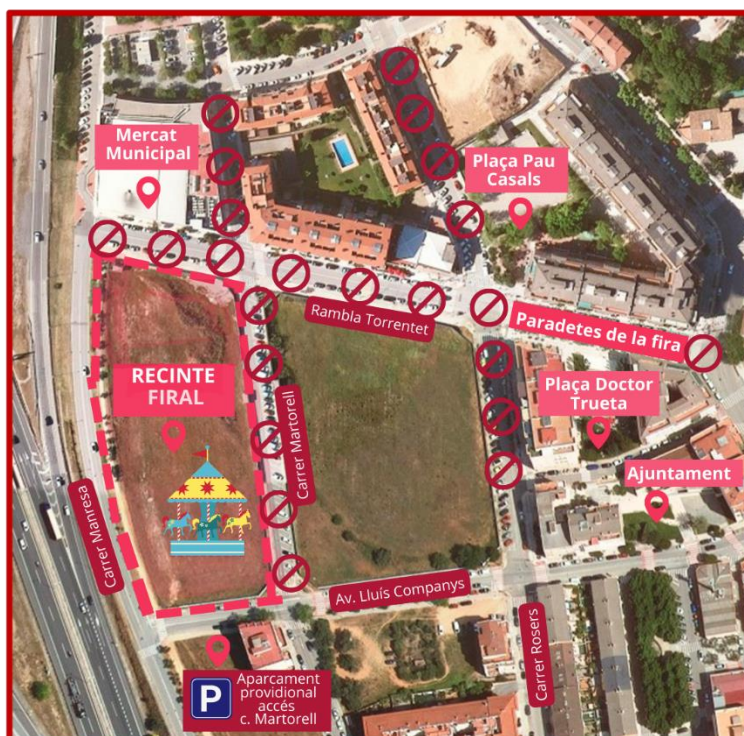 Mercat
Municipal
Plaça Pau
Casals
Rambla Torrentet
Paradetes de la fira
RECINTE
FIRAL
Plaça Doctor
Trueta
Carrer Martorell
Ajuntament
Carrer Manresa
Av. Lluís Companys
Carrer Rosers
P
Aparcament
providional
accés
c. Martorell